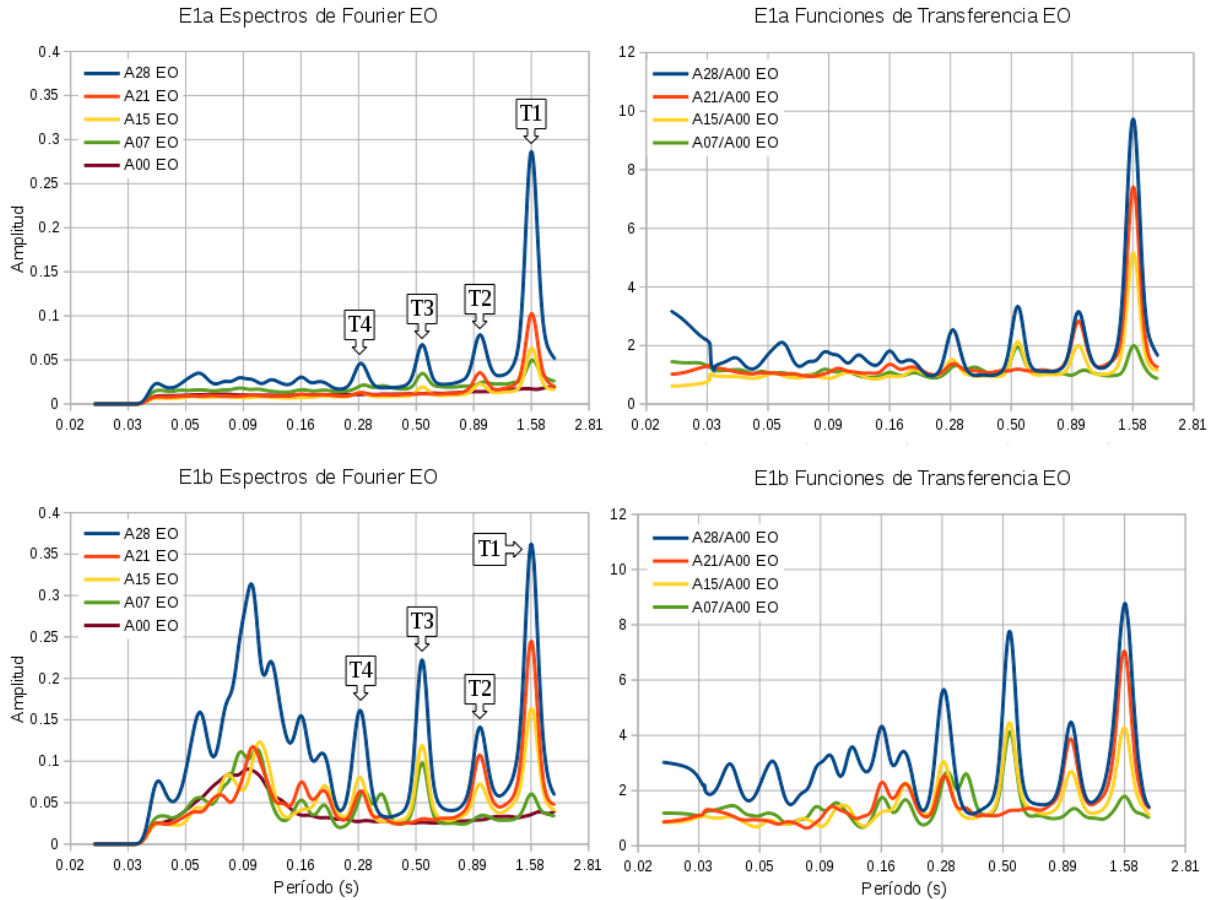 E1a Espectros de Fourier EO
0.4
0.35
0.3
0.25
0.2
0.15
0.1
0.05
0
Amplitud
A28 EO
A21 EO
A15 EO
A07 EO
A00 EO
T1
T2
T3
T4
0.02 0.03 0.05 0.09 0.16 0.28 0.50 0.89 1.58 2.81
E1a Funciones de Transferencia EO
12
10
8
6
4
2
0
A28/A00 EO
A21/A00 EO
A15/A00 EO
A07/A00 EO
0.02 0.03 0.05 0.09 0.16 0.28 0.50 0.89 1.58 2.81
E1b Espectros de Fourier EO
0.4
0.35
0.3
0.25
0.2
0.15
0.1
0.05
0
Amplitud
A28 EO
A21 EO
A15 EO
A07 EO
A00 EO
T1
T3
T4
T2
0.02 0.03 0.05 0.09 0.16 0.28 0.50 0.89 1.58 2.81
Período (s)
E1b Funciones de Transferencia EO
12
10
8
6
4
2
0
A28/A00 EO
A21/A00 EO
A15/A00 EO
A07/A00 EO
0.02 0.03 0.05 0.09 0.16 0.28 0.50 0.89 1.58 2.81
Período (s)